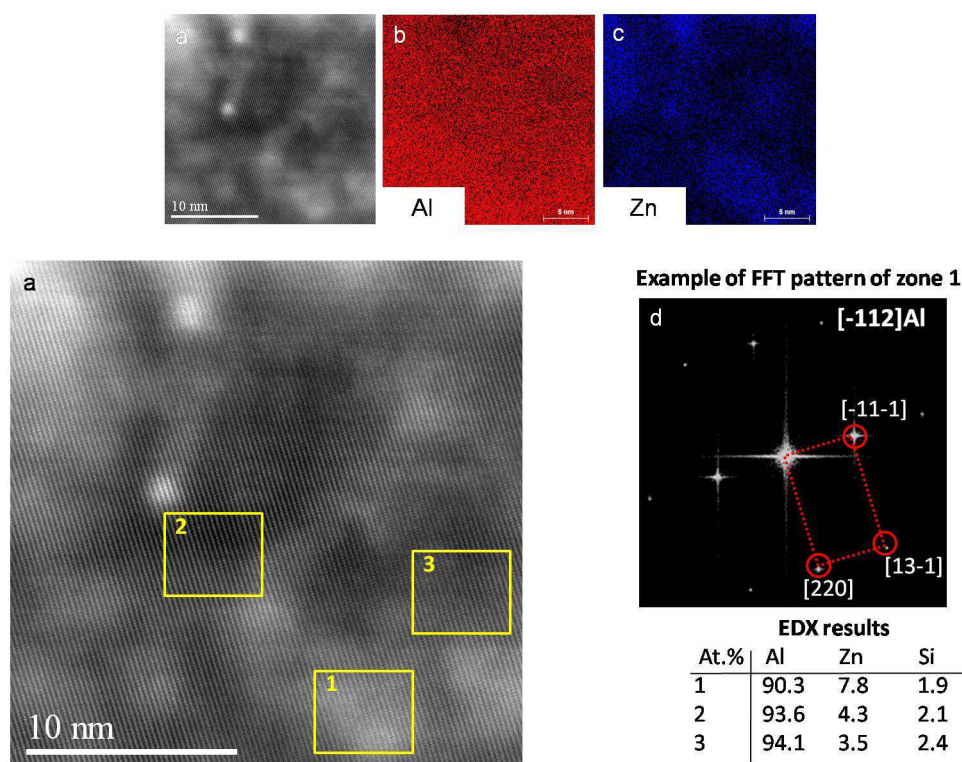 a
b
c
10 nm
Al
5 nm
Zn
5 nm
a
2
3
1
10 nm
Example of FFT pattern of zone 1
d
[-112]Al
[-11-1]
[13-1]
[220]
EDX results
At.% Al Zn Si
1 90.3 7.8 1.9
2 93.6 4.3 2.1
3 94.1 3.5 2.4